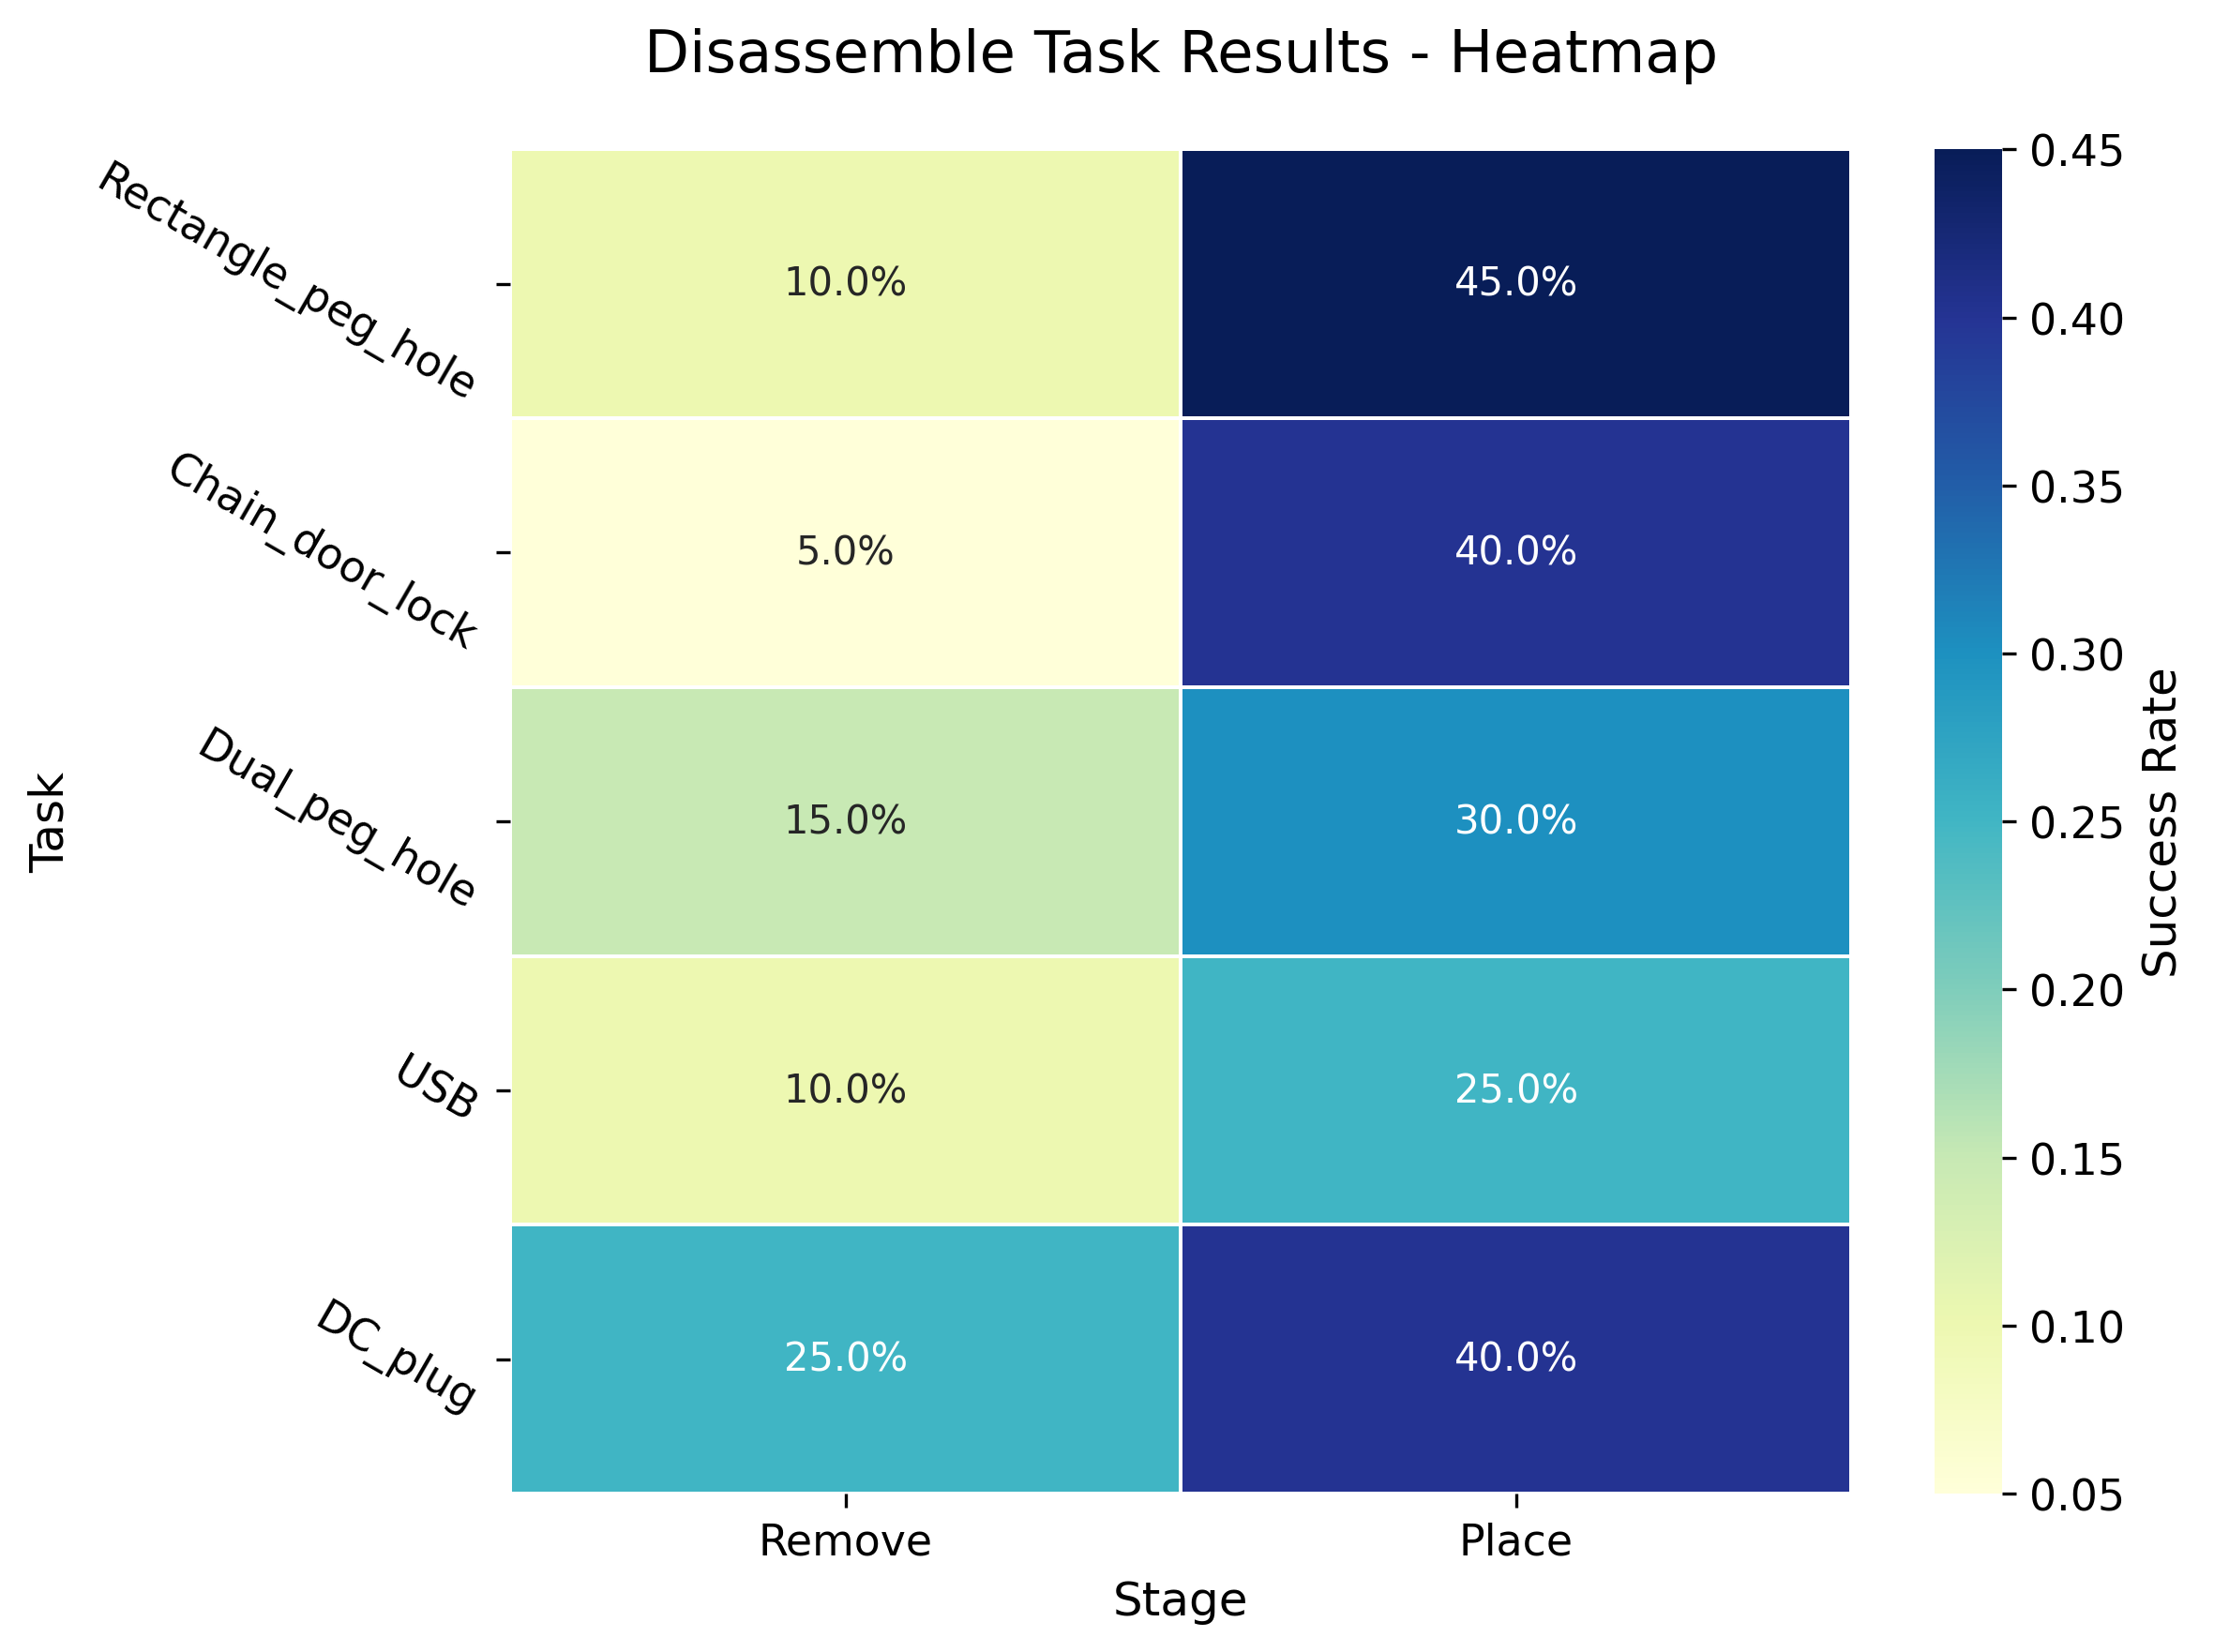 Disassemble Task Results - Heatmap
Task
Rectangle_peg_hole
10.0%
45.0%
Chain_door_lock
5.0%
40.0%
Dual_peg_hole
15.0%
30.0%
USB
10.0%
25.0%
DC_plug
25.0%
40.0%
Remove
Place
Stage
0.45
0.40
0.35
0.30
0.25
0.20
0.15
0.10
0.05
Success Rate